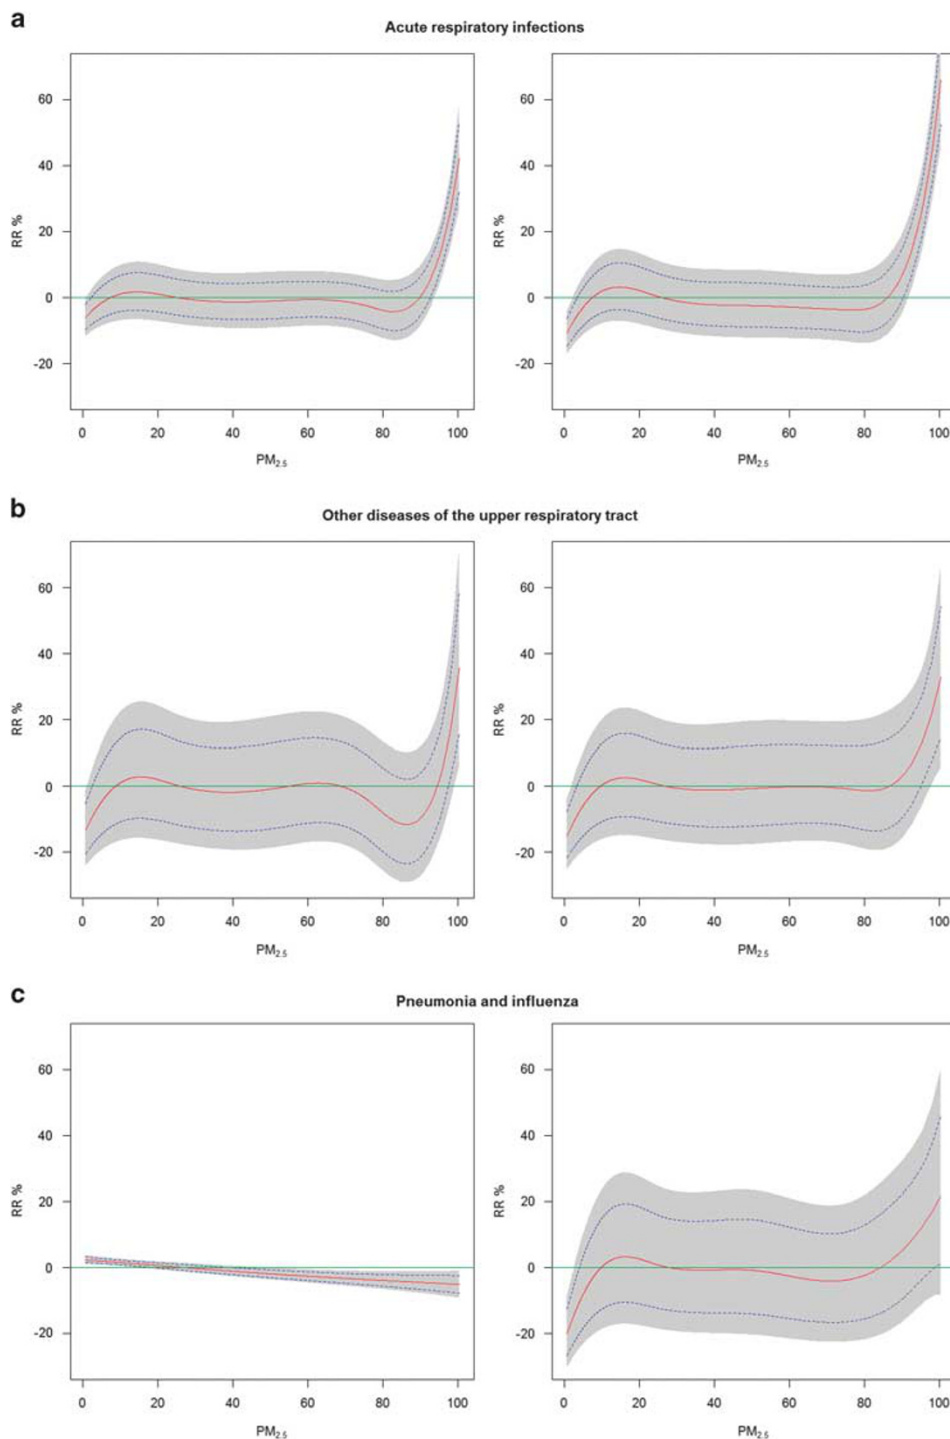 a
Acute respiratory infections
60
40
20
0
-20
RR %
0 20 40 60 80 100
PM2.5
60
40
20
0
-20
RR %
0 20 40 60 80 100
PM2.5
b
Other diseases of the upper respiratory tract
60
40
20
0
-20
RR %
0 20 40 60 80 100
PM2.5
60
40
20
0
-20
RR %
0 20 40 60 80 100
PM2.5
c
Pneumonia and influenza
60
40
20
0
-20
RR %
0 20 40 60 80 100
PM2.5
60
40
20
0
-20
RR %
0 20 40 60 80 100
PM2.5